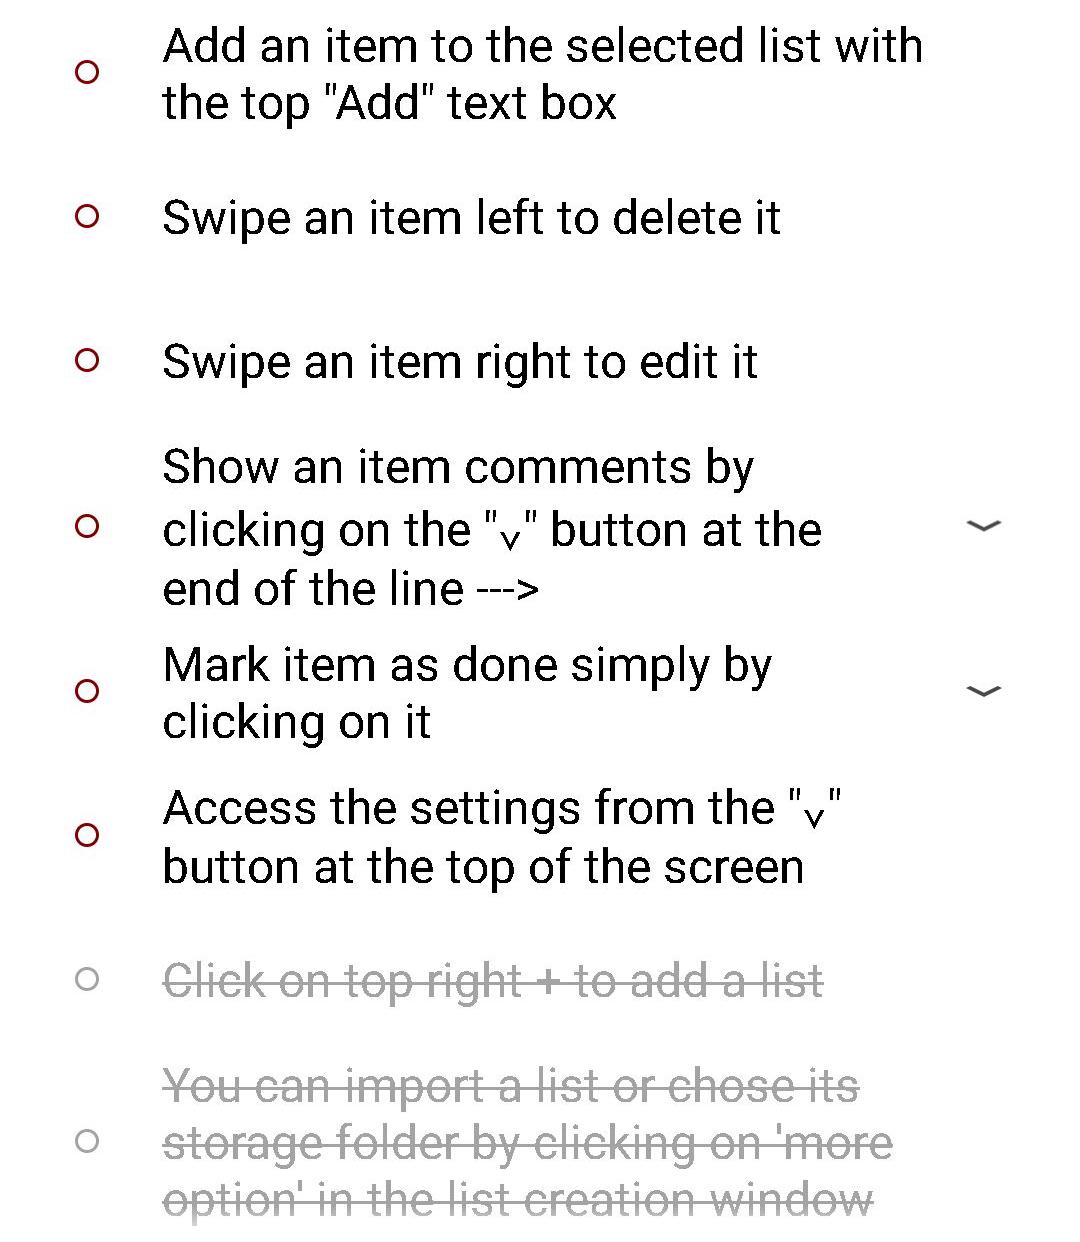 Add an item to the selected list with
the top "Add" text box
Swipe an item left to delete it
Swipe an item right to edit it
Show an item comments by
clicking on the "v" button at the
end of the line --->
Mark item as done simply by
clicking on it
Access the settings from the "v"
button at the top of the screen
Click on top right + to add a list
You can import a list or chose its
storage folder by clicking on 'more
option' in the list creation window